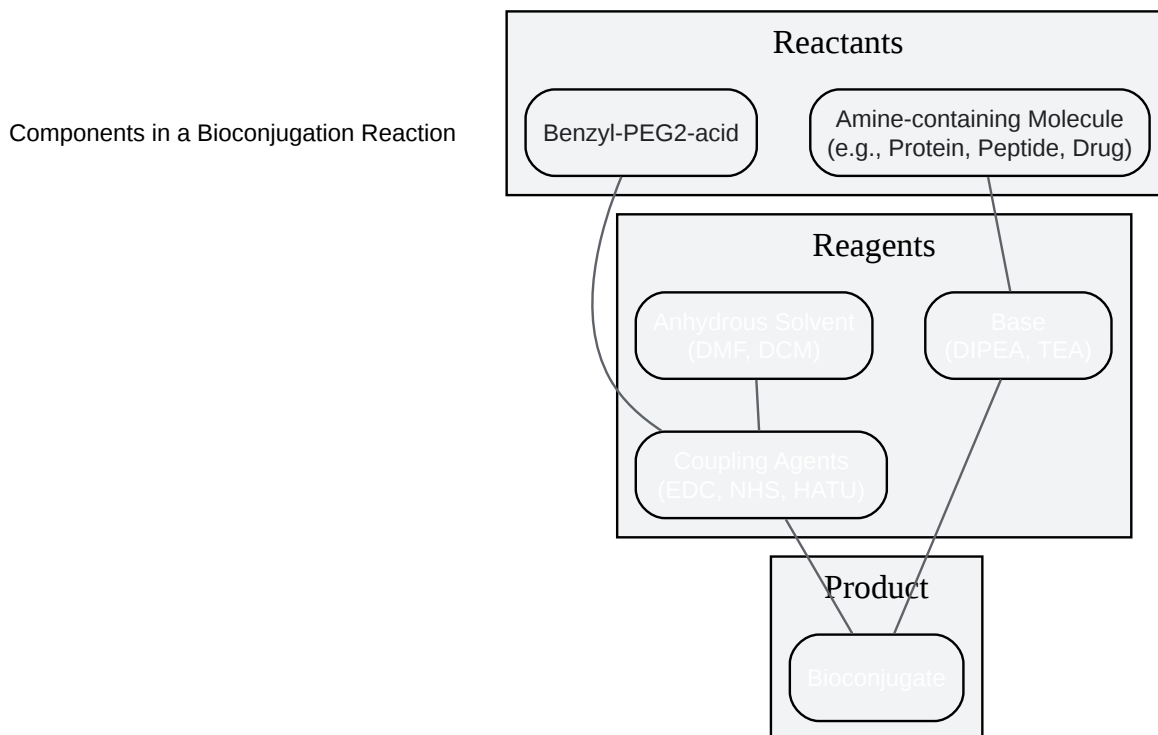 Reactants
Components in a Bioconjugation Reaction
Benzyl-PEG2-acid
Amine-containing Molecule
(e.g., Protein, Peptide, Drug)
Reagents
Anhydrous Solvent
(DMF, DCM)
Base
(DIPEA, TEA)
Coupling Agents
(EDC, NHS, HATU)
Product
Bioconjugate